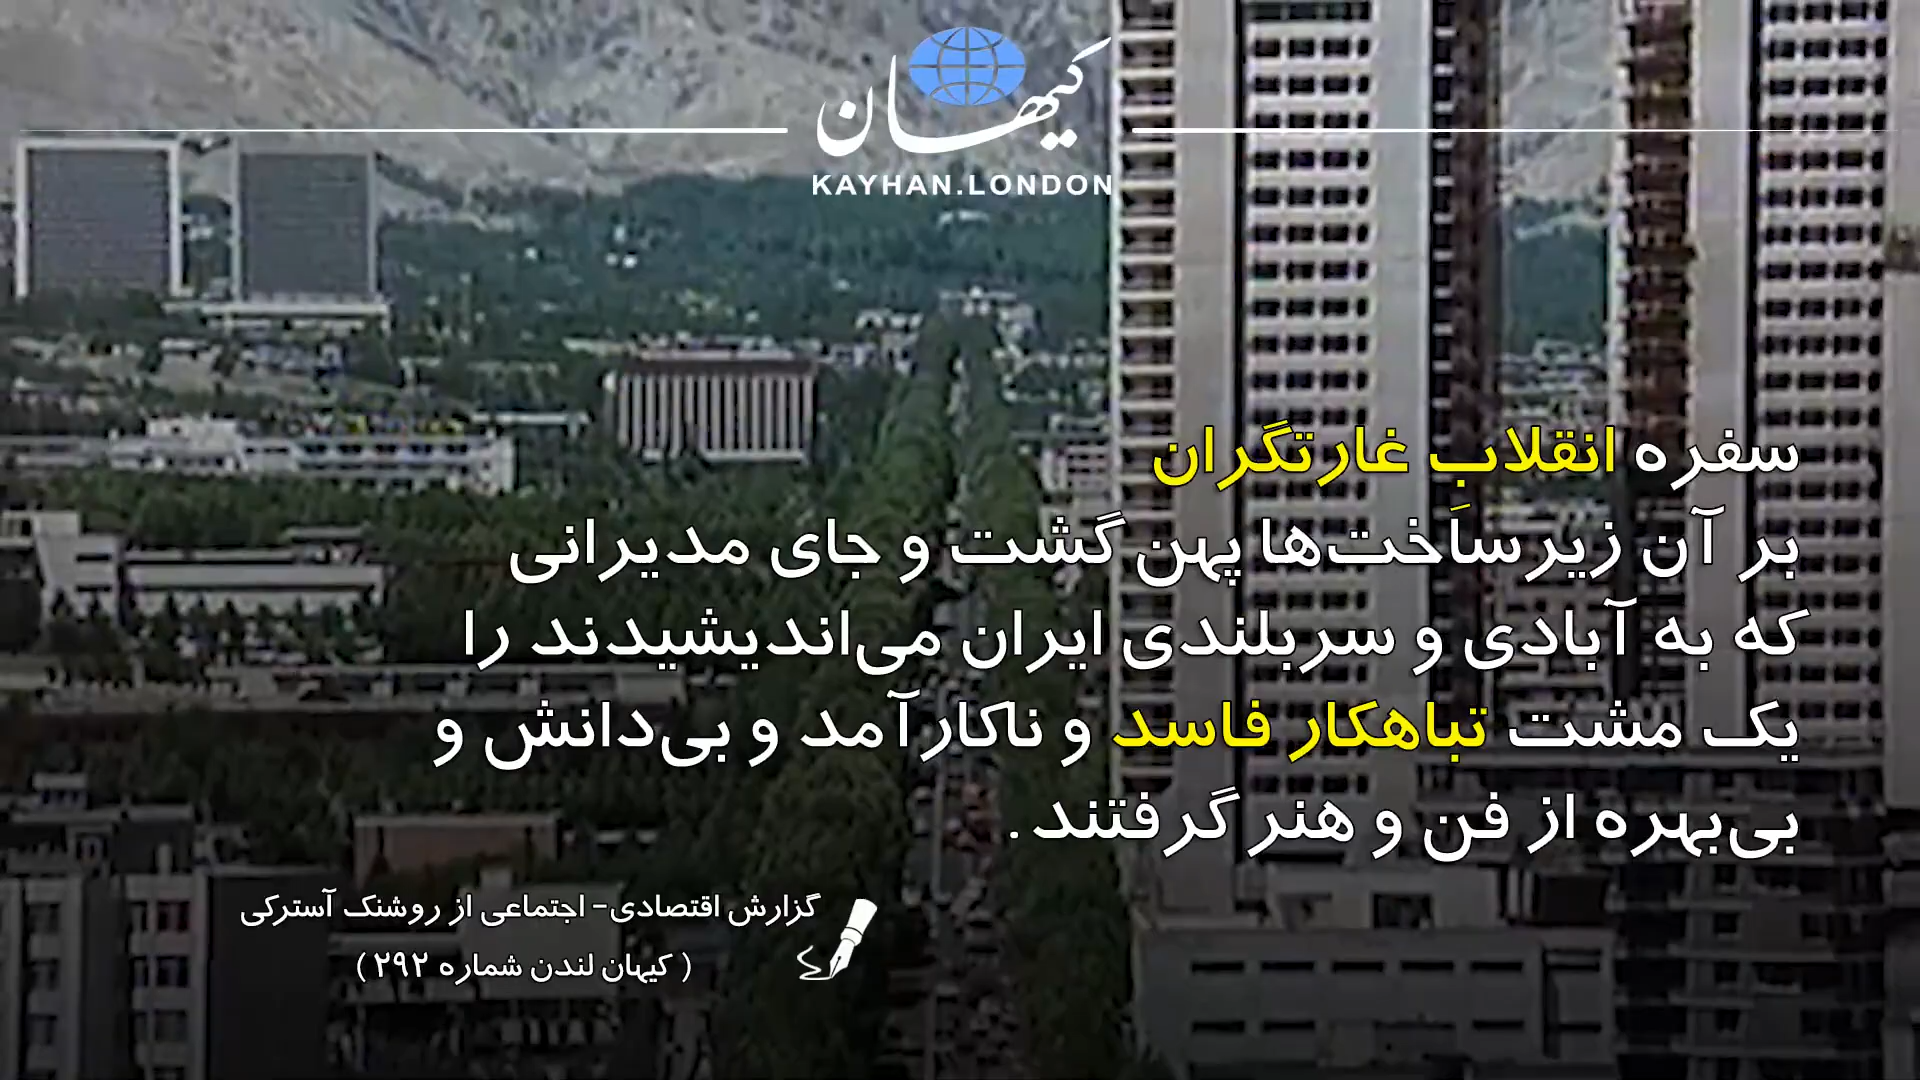 کیهان
KAYHAN.LONDON
سفره انقلابِ غارتگران
بر آن زیرساخت‌ها پهن گشت و جای مدیرانی
که به آبادی و سربلندی ایران می‌اندیشیدند را
یک مشت تباهکار فاسد و ناکارآمد و بی‌دانش و
بی‌بهره از فن و هنر گرفتند.
گزارش اقتصادی- اجتماعی از روشنک آسترکی
( کیهان لندن شماره ۲۹۲ )